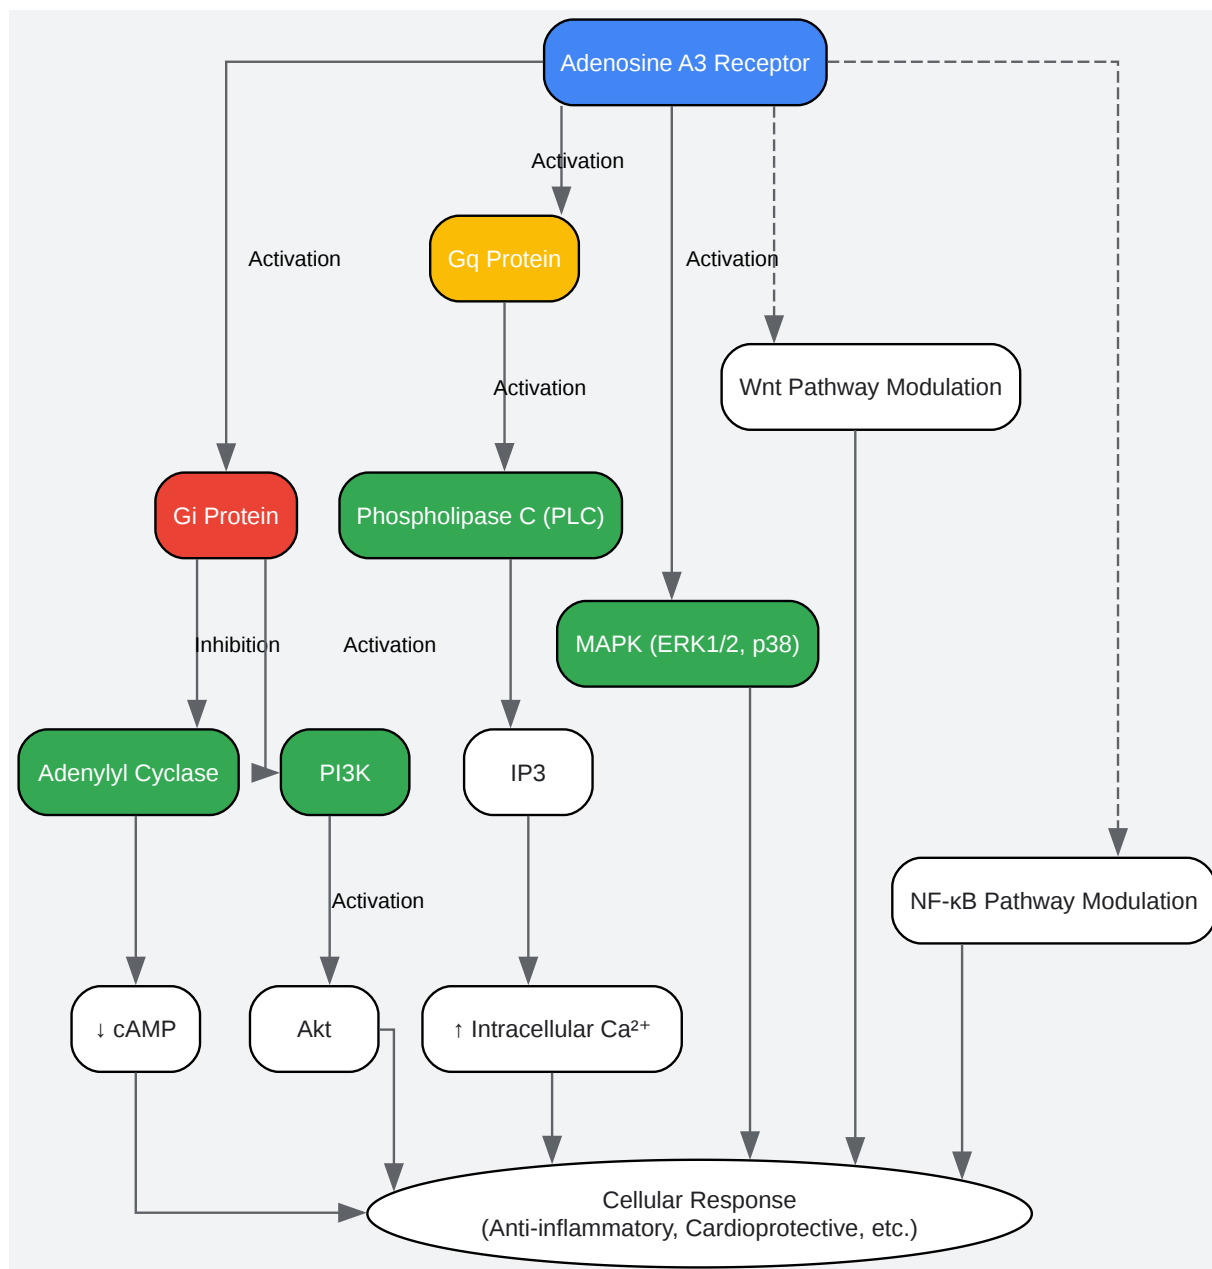 Adenosine A3 Receptor
Activation
Activation
Gq Protein
Activation
Activation
Wnt Pathway Modulation
Gi Protein
Phospholipase C (PLC)
Inhibition
Activation
MAPK (ERK1/2, p38)
Adenylyl Cyclase
PI3K
IP3
Activation
NF-κB Pathway Modulation
↓ cAMP
Akt
↑ Intracellular Ca²⁺
Cellular Response
(Anti-inflammatory, Cardioprotective, etc.)